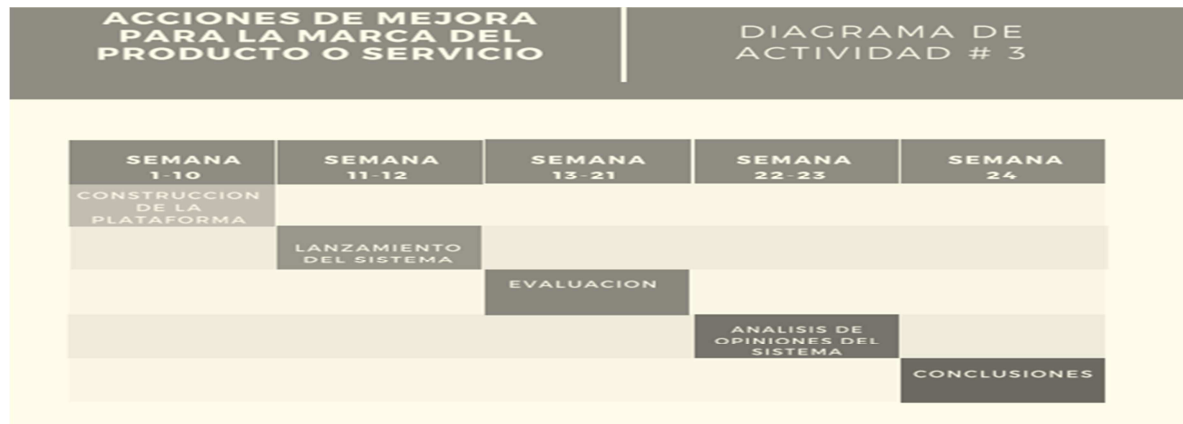 ACCIONES DE MEJORA
PARA LA MARCA DEL
PRODUCTO O SERVICIO
DIAGRAMA DE
ACTIVIDAD # 3
SEMANA
1-10
SEMANA
11-12
SEMANA
13-21
SEMANA
22-23
SEMANA
24
CONSTRUCCION
DE LA
PLATAFORMA
LANZAMIENTO
DEL SISTEMA
EVALUACION
ANALISIS DE
OPINIONES DEL
SISTEMA
CONCLUSIONES